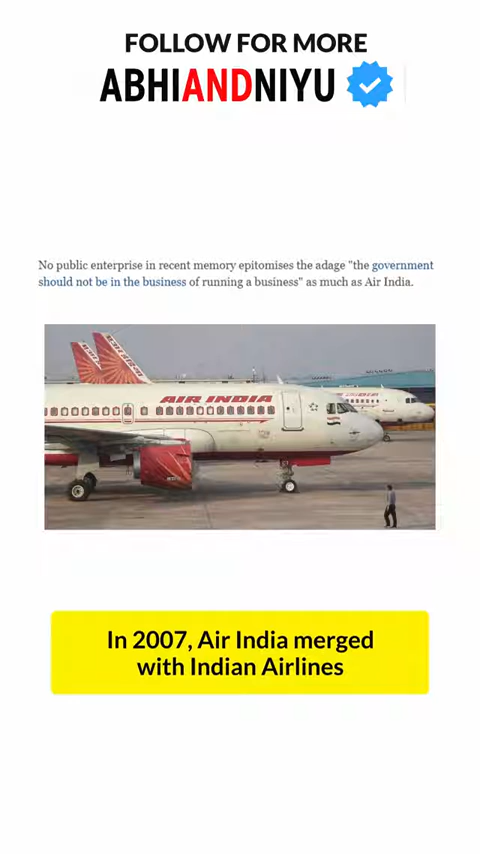 FOLLOW FOR MORE
ABHIANDNIYU
No public enterprise in recent memory epitomises the adage "the government
should not be in the business of running a business" as much as Air India.
AIR INDIA
In 2007, Air India merged
with Indian Airlines